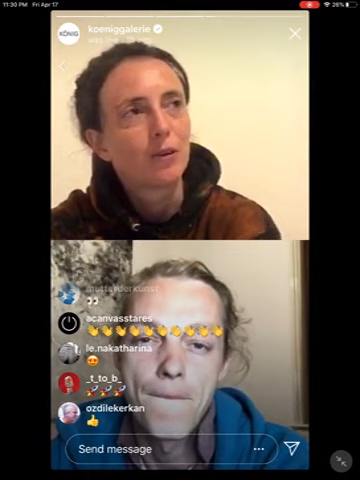 11:30 PM Fri Apr 17
26%
KÖNIG
koeniggalerie
mutterderkunst
acanvasstares
le.nakatharina
_t_to_b_
ozdilekerkan
Send message